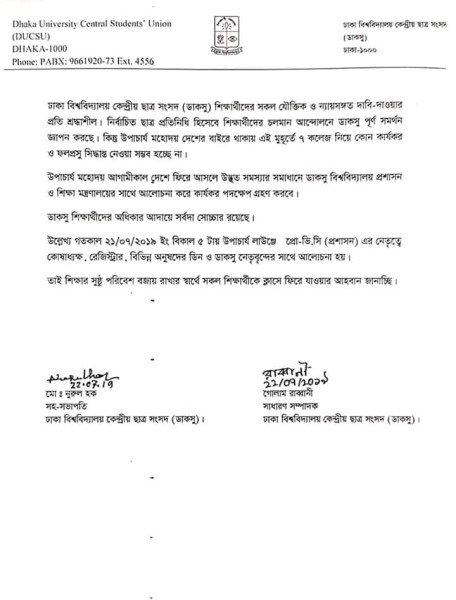 Dhaka University Central Students' Union
(DUCSU)
DHAKA-1000
Phone: PABX: 9661920-73 Ext. 4556
ঢাকা বিশ্ববিদ্যালয় কেন্দ্রীয় ছাত্র সংসদ
(ডাকসু)
ঢাকা-১০০০
ঢাকা বিশ্ববিদ্যালয় কেন্দ্রীয় ছাত্র সংসদ (ডাকসু) শিক্ষার্থীদের সকল যৌক্তিক ও ন্যায়সঙ্গত দাবি-দাওয়ার
প্রতি শ্রদ্ধাশীল। নির্বাচিত ছাত্র প্রতিনিধি হিসেবে শিক্ষার্থীদের চলমান আন্দোলনে ডাকসু পূর্ণ সমর্থন
জ্ঞাপন করছে। কিন্তু উপাচার্য মহোদয় দেশের বাইরে থাকায় এই মুহূর্তে ৭ কলেজ নিয়ে কোন কার্যকর
ও ফলপ্রসু সিদ্ধান্ত নেওয়া সম্ভব হচ্ছে না।
উপাচার্য মহোদয় আগামীকাল দেশে ফিরে আসলে উদ্ভূত সমস্যার সমাধানে ডাকসু বিশ্ববিদ্যালয় প্রশাসন
ও শিক্ষা মন্ত্রণালয়ের সাথে আলোচনা করে কার্যকর পদক্ষেপ গ্রহণ করবে।
ডাকসু শিক্ষার্থীদের অধিকার আদায়ে সর্বদা সোচ্চার রয়েছে।
উল্লেখ্য গতকাল ২১/০৭/২০১৯ ইং বিকাল ৫ টায় উপাচার্য লাউঞ্জে প্রো-ভি,সি (প্রশাসন) এর নেতৃত্বে
কোষাধ্যক্ষ, রেজিস্ট্রার, বিভিন্ন অনুষদের ডিন ও ডাকসু নেতৃবৃন্দের সাথে আলোচনা হয়।
তাই শিক্ষার সুষ্ঠু পরিবেশ বজায় রাখার স্বার্থে সকল শিক্ষার্থীকে ক্লাসে ফিরে যাওয়ার আহবান জানাচ্ছি।
22.07.19
মো ঃ নুরুল হক
সহ-সভাপতি
ঢাকা বিশ্ববিদ্যালয় কেন্দ্রীয় ছাত্র সংসদ (ডাকসু)।
রাব্বানী
২২/০৭/২০১৯
গোলাম রাব্বানী
সাধারণ সম্পাদক
ঢাকা বিশ্ববিদ্যালয় কেন্দ্রীয় ছাত্র সংসদ (ডাকসু)।